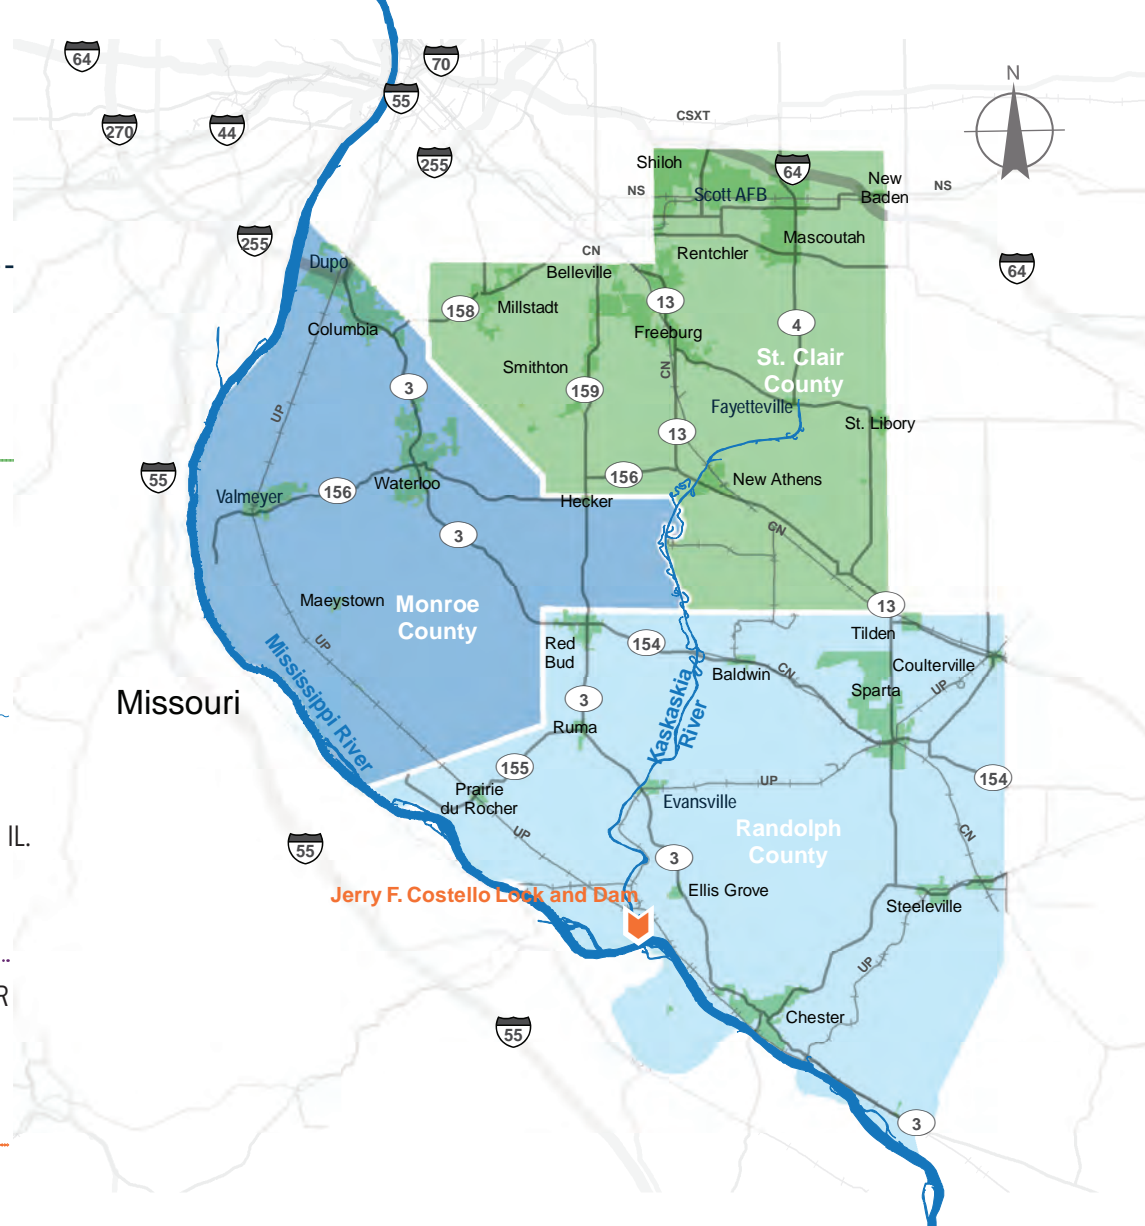 N
64
70
55
270
44
CSXT
255
Shiloh
64
New
Baden
NS
Scott AFB
NS
255
Mascoutah
CN
Rentchler
Dupo
64
Belleville
158
Millstadt
13
Columbia
Freeburg
4
St. Clair
County
Smithton
CN
3
159
UP
Fayetteville
St. Libory
13
55
156
Waterloo
156
New Athens
Valmeyer
Hecker
3
CN
Maeystown
Monroe
County
13
Tilden
UP
Red
Bud
154
Coulterville
Baldwin
CN
Sparta
UP
Mississippi River
Missouri
3
Kaskaskia
River
Ruma
155
UP
154
Prairie
du Rocher
Evansville
UP
Randolph
County
CN
IL.
55
3
Ellis Grove
Jerry F. Costello Lock and Dam
Steeleville
UP
R
Chester
55
3